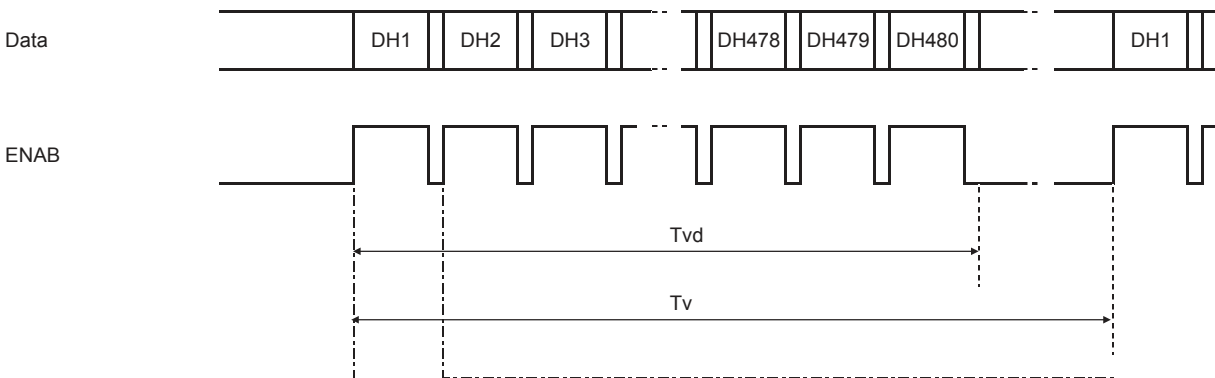 Data DH1 DH2 DH3 DH478 DH479 DH480 DH1
ENAB
Tvd
Tv